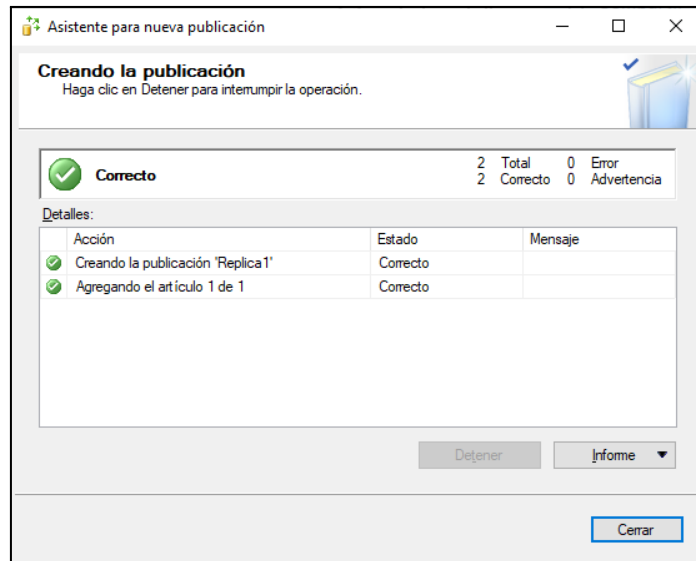 Asistente para nueva publicación
Creando la publicación
Haga clic en Detener para interrumpir la operación.
Correcto
2 Total 0 Error
2 Correcto 0 Advertencia
Detalles:
Acción Estado Mensaje
Creando la publicación 'Replica1' Correcto
Agregando el artículo 1 de 1 Correcto
Detener Informe
Cerrar